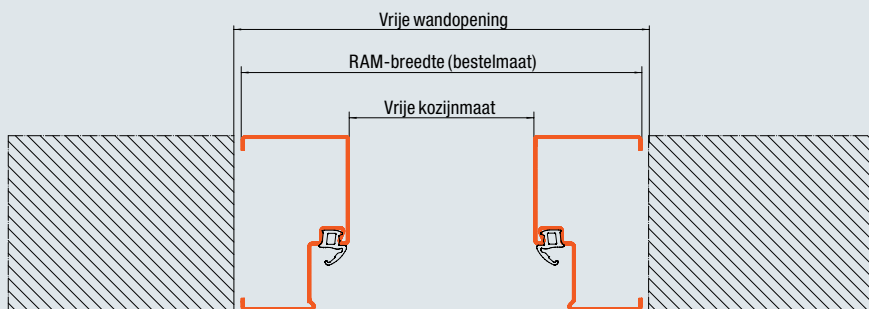 Vrije wandopening
RAM-breedte (bestelmaat)
Vrije kozijnmaat